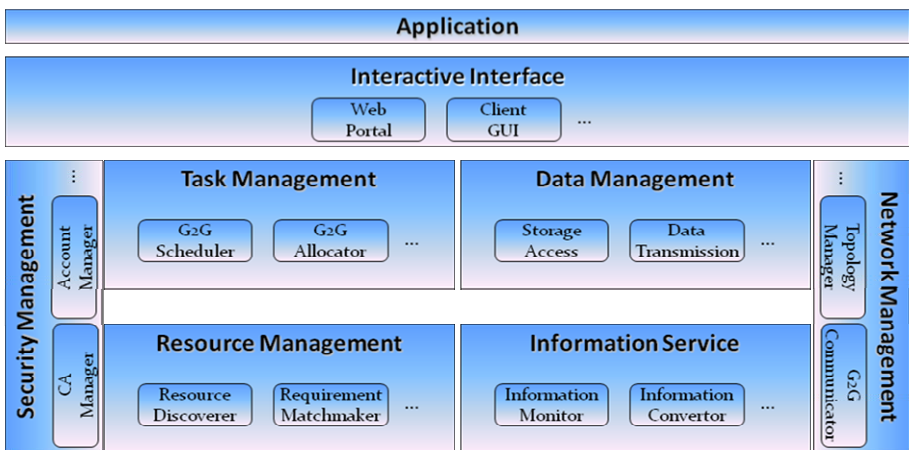 Application
Interactive Interface
Web
Portal
Client
GUI
...
Security Management
...
Account
Manager
CA
Manager
Task Management
G2G
Scheduler
G2G
Allocator
...
Data Management
Storage
Access
Data
Transmission
...
Resource Management
Resource
Discoverer
Requirement
Matchmaker
...
Information Service
Information
Monitor
Information
Convertor
...
Network Management
...
Topology
Manager
G2G
Communicator